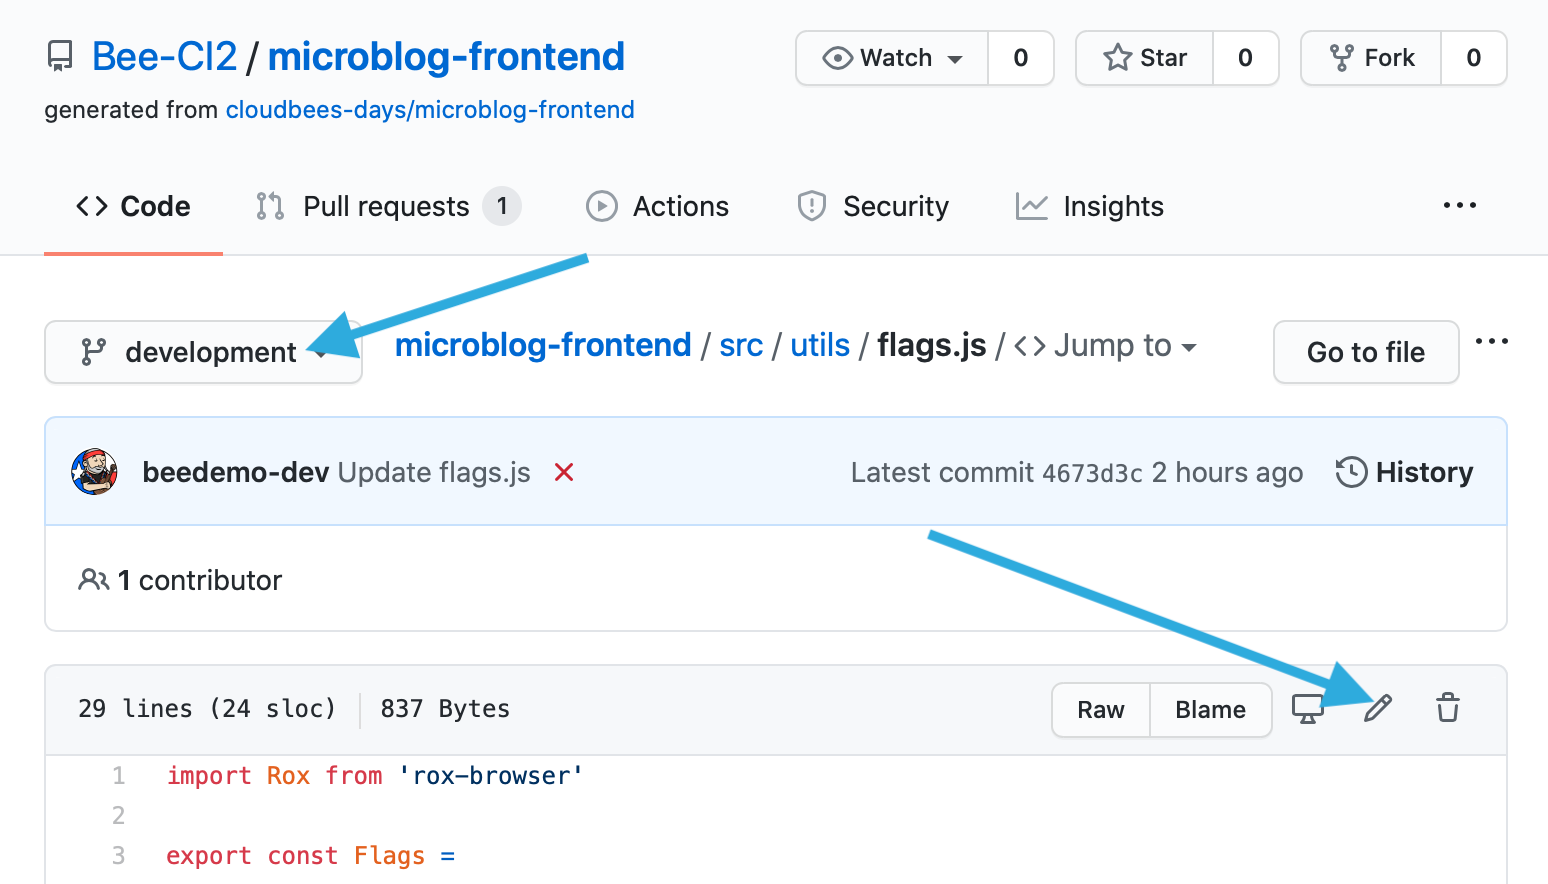 Bee-CI2 / microblog-frontend
Watch 0 Star 0 Fork 0
generated from cloudbees-days/microblog-frontend
Code Pull requests 1 Actions Security Insights ...
development microblog-frontend / src / utils / flags.js / <> Jump to Go to file ...
beedemo-dev Update flags.js Latest commit 4673d3c 2 hours ago History
1 contributor
29 lines (24 sloc) 837 Bytes Raw Blame
1 import Rox from 'rox-browser'
2
3 export const Flags =